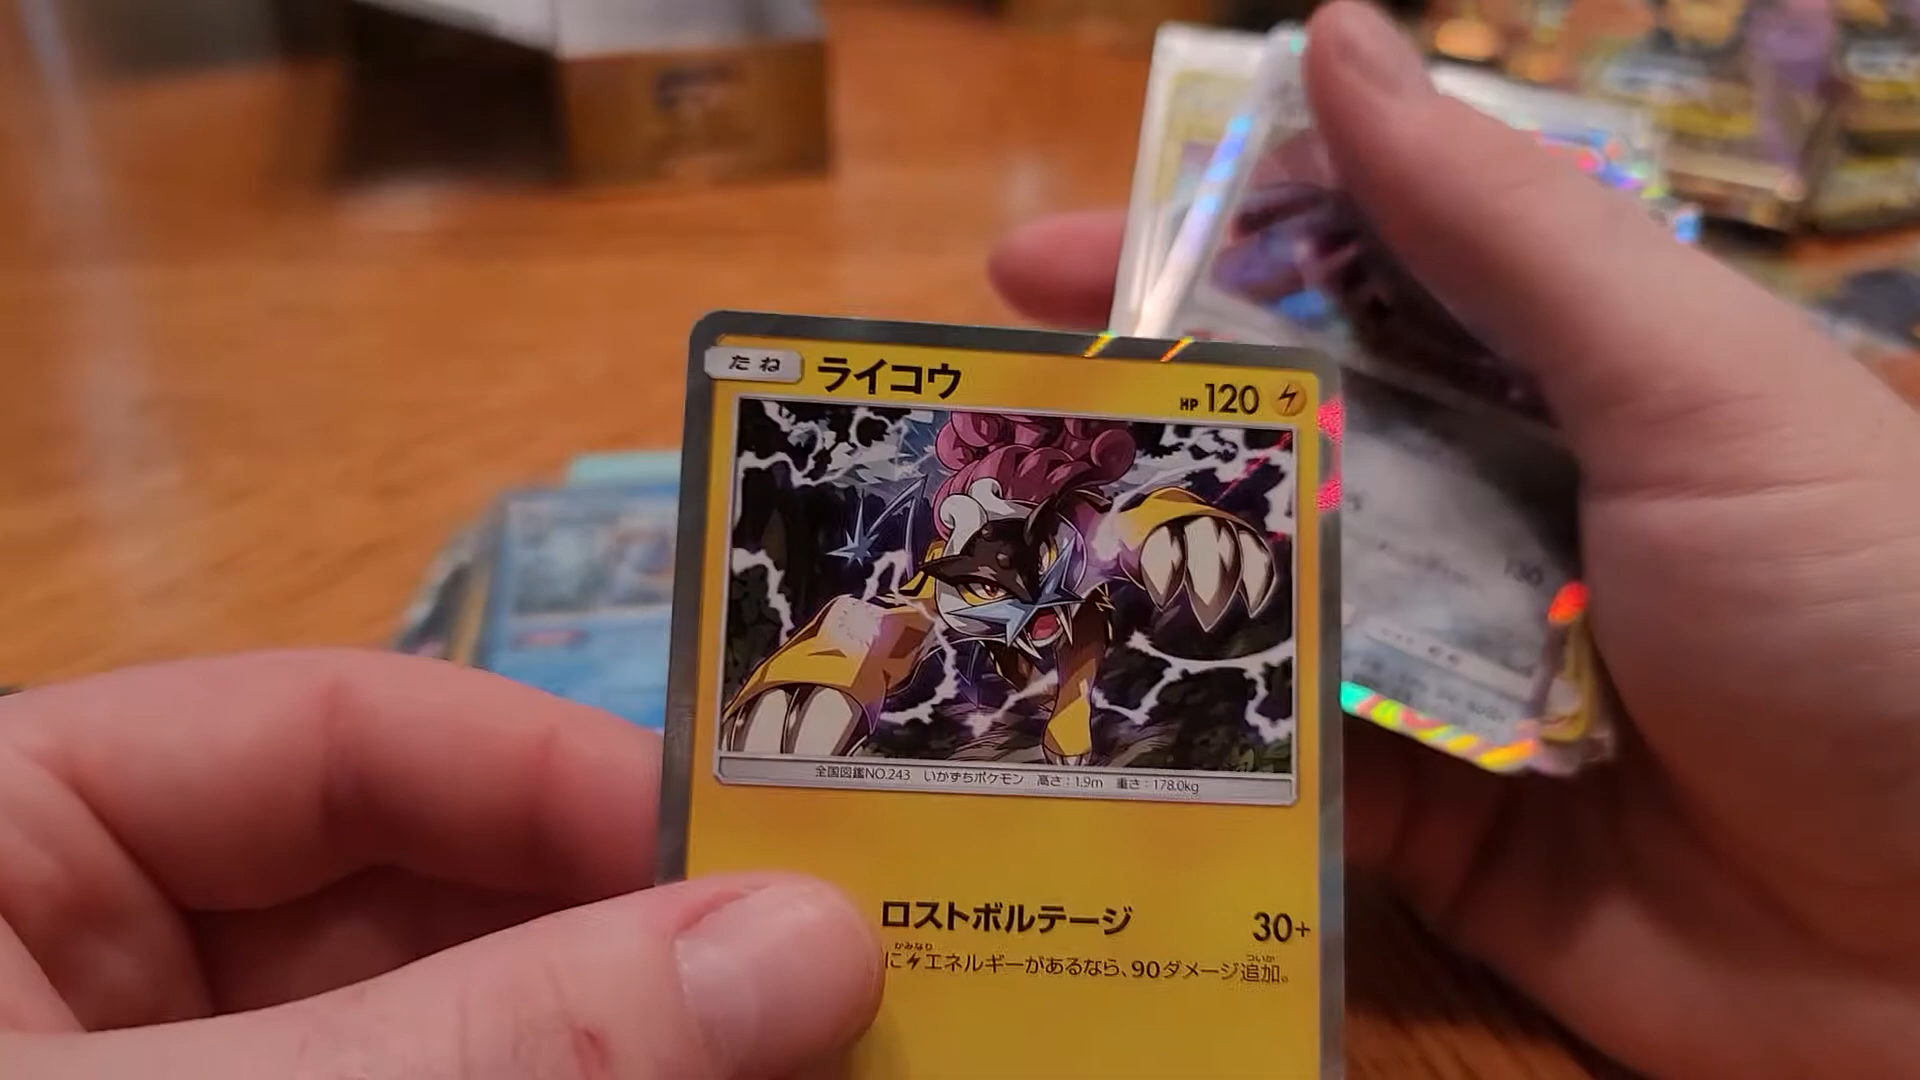 たね ライコウ HP 120
全国図鑑NO.243 いかずちポケモン 高さ:1.9m 重さ:178.0kg
ロストボルテージ 30+
かみなり ついか
に エネルギーがあるなら、90ダメージ追加。
130